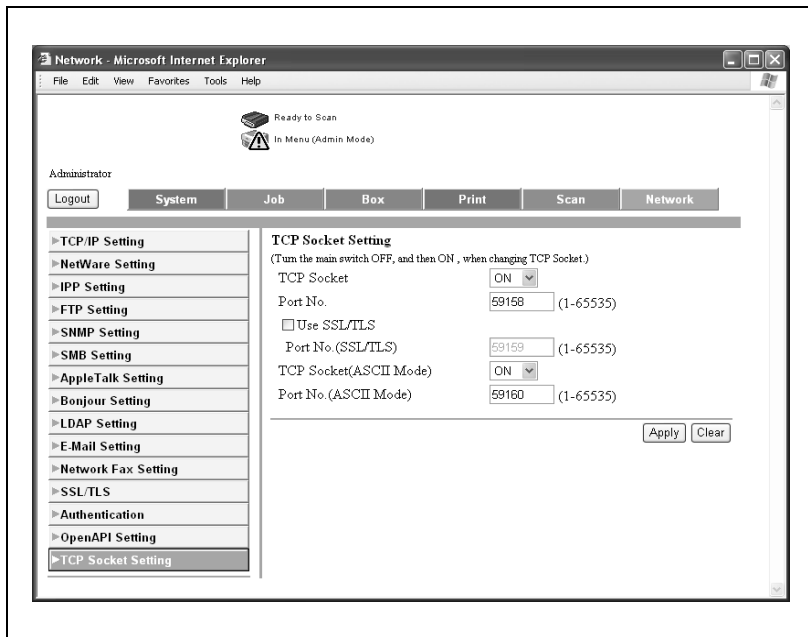 Network - Microsoft Internet Explorer
File Edit View Favorites Tools Help
Ready to Scan
In Menu (Admin Mode)
Administrator
Logout System Job Box Print Scan Network
TCP/IP Setting
NetWare Setting
IPP Setting
FTP Setting
SNMP Setting
SMB Setting
AppleTalk Setting
Bonjour Setting
LDAP Setting
E-Mail Setting
Network Fax Setting
SSL/TLS
Authentication
OpenAPI Setting
TCP Socket Setting
TCP Socket Setting
(Turn the main switch OFF, and then ON , when changing TCP Socket.)
TCP Socket ON
Port No. 59158 (1-65535)
Use SSL/TLS
Port No.(SSL/TLS) 59159 (1-65535)
TCP Socket(ASCII Mode) ON
Port No.(ASCII Mode) 59160 (1-65535)
Apply Clear